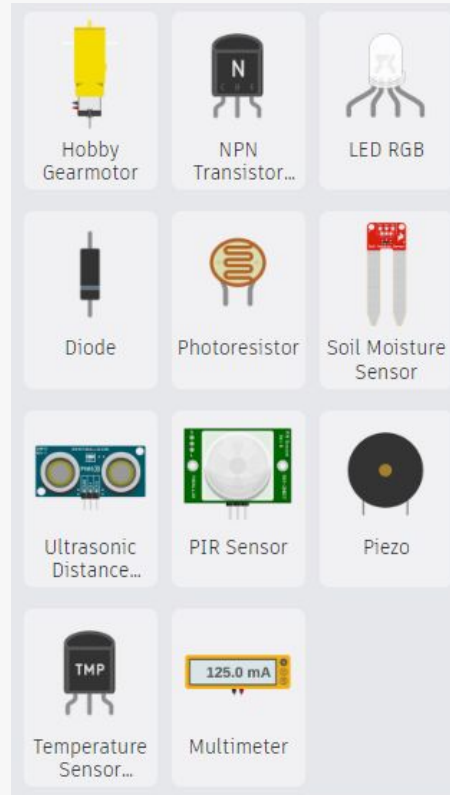 N
Hobby
Gearmotor
NPN
Transistor...
LED RGB
Diode
Photoresistor
Soil Moisture
Sensor
Ultrasonic
Distance...
PIR Sensor
Piezo
TMP
Temperature
Sensor...
125.0 mA
Multimeter